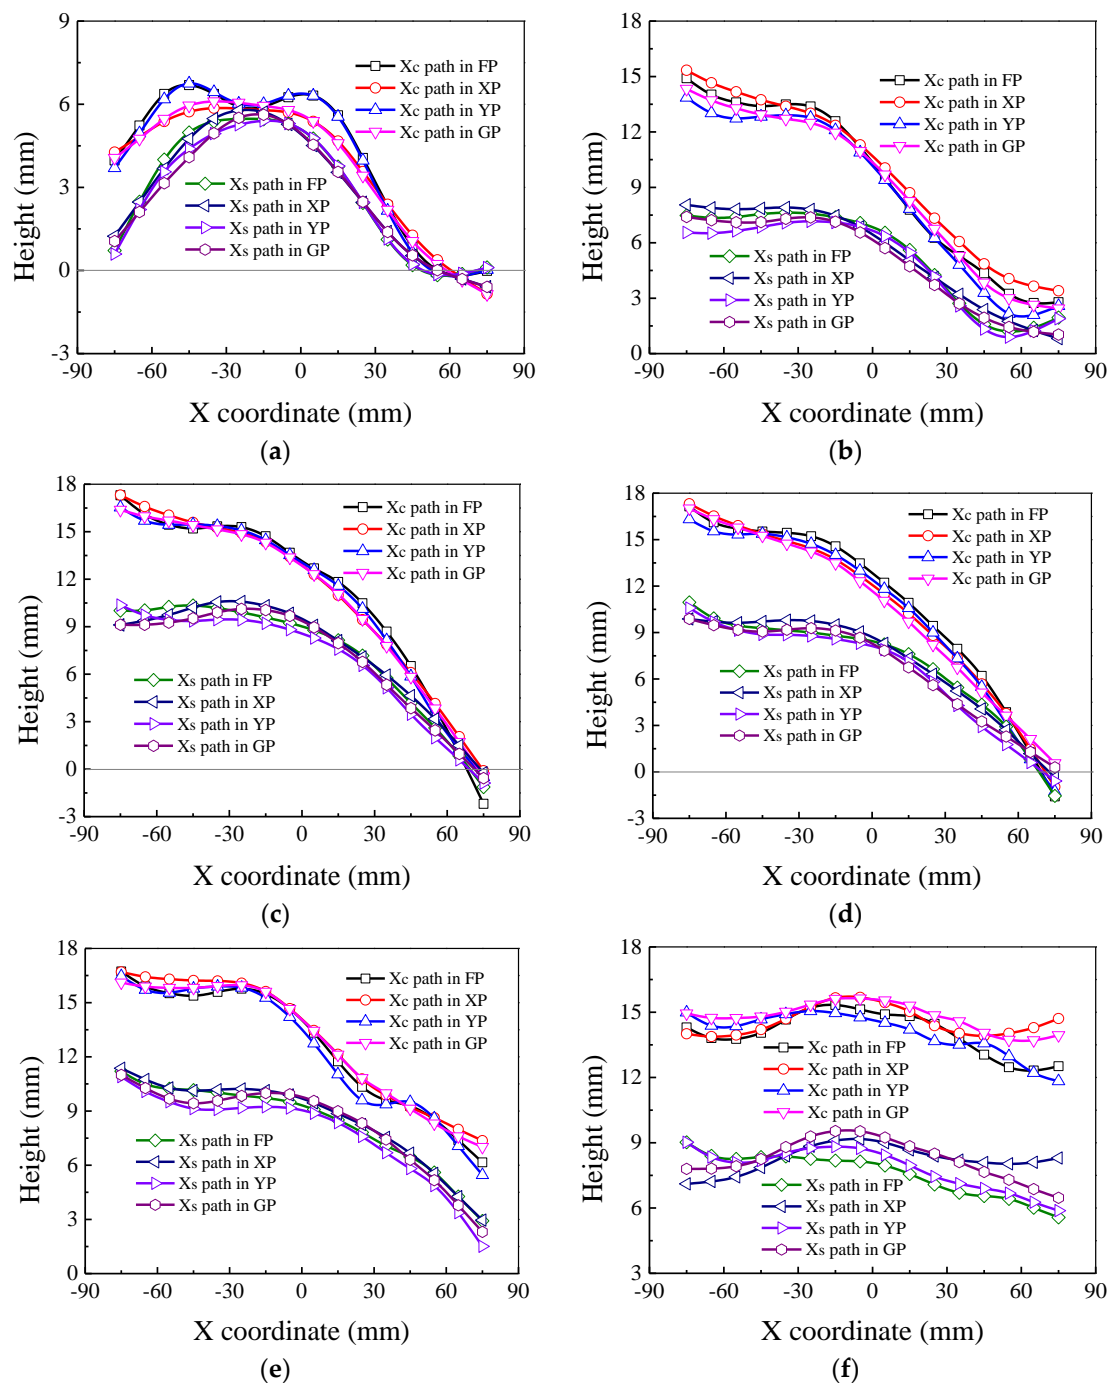 9
6
3
0
-3
-90 -60 -30 0 30 60 90
Height (mm)
X coordinate (mm)
Xc path in FP
Xc path in XP
Xc path in YP
Xc path in GP
Xs path in FP
Xs path in XP
Xs path in YP
Xs path in GP
(a)
18
15
12
9
6
3
0
-90 -60 -30 0 30 60 90
Height (mm)
X coordinate (mm)
Xc path in FP
Xc path in XP
Xc path in YP
Xc path in GP
Xs path in FP
Xs path in XP
Xs path in YP
Xs path in GP
(b)
18
15
12
9
6
3
0
-3
-90 -60 -30 0 30 60 90
Height (mm)
X coordinate (mm)
Xc path in FP
Xc path in XP
Xc path in YP
Xc path in GP
Xs path in FP
Xs path in XP
Xs path in YP
Xs path in GP
(c)
18
15
12
9
6
3
0
-3
-90 -60 -30 0 30 60 90
Height (mm)
X coordinate (mm)
Xc path in FP
Xc path in XP
Xc path in YP
Xc path in GP
Xs path in FP
Xs path in XP
Xs path in YP
Xs path in GP
(d)
18
15
12
9
6
3
0
-90 -60 -30 0 30 60 90
Height (mm)
X coordinate (mm)
Xc path in FP
Xc path in XP
Xc path in YP
Xc path in GP
Xs path in FP
Xs path in XP
Xs path in YP
Xs path in GP
(e)
18
15
12
9
6
3
-90 -60 -30 0 30 60 90
Height (mm)
X coordinate (mm)
Xc path in FP
Xc path in XP
Xc path in YP
Xc path in GP
Xs path in FP
Xs path in XP
Xs path in YP
Xs path in GP
(f)